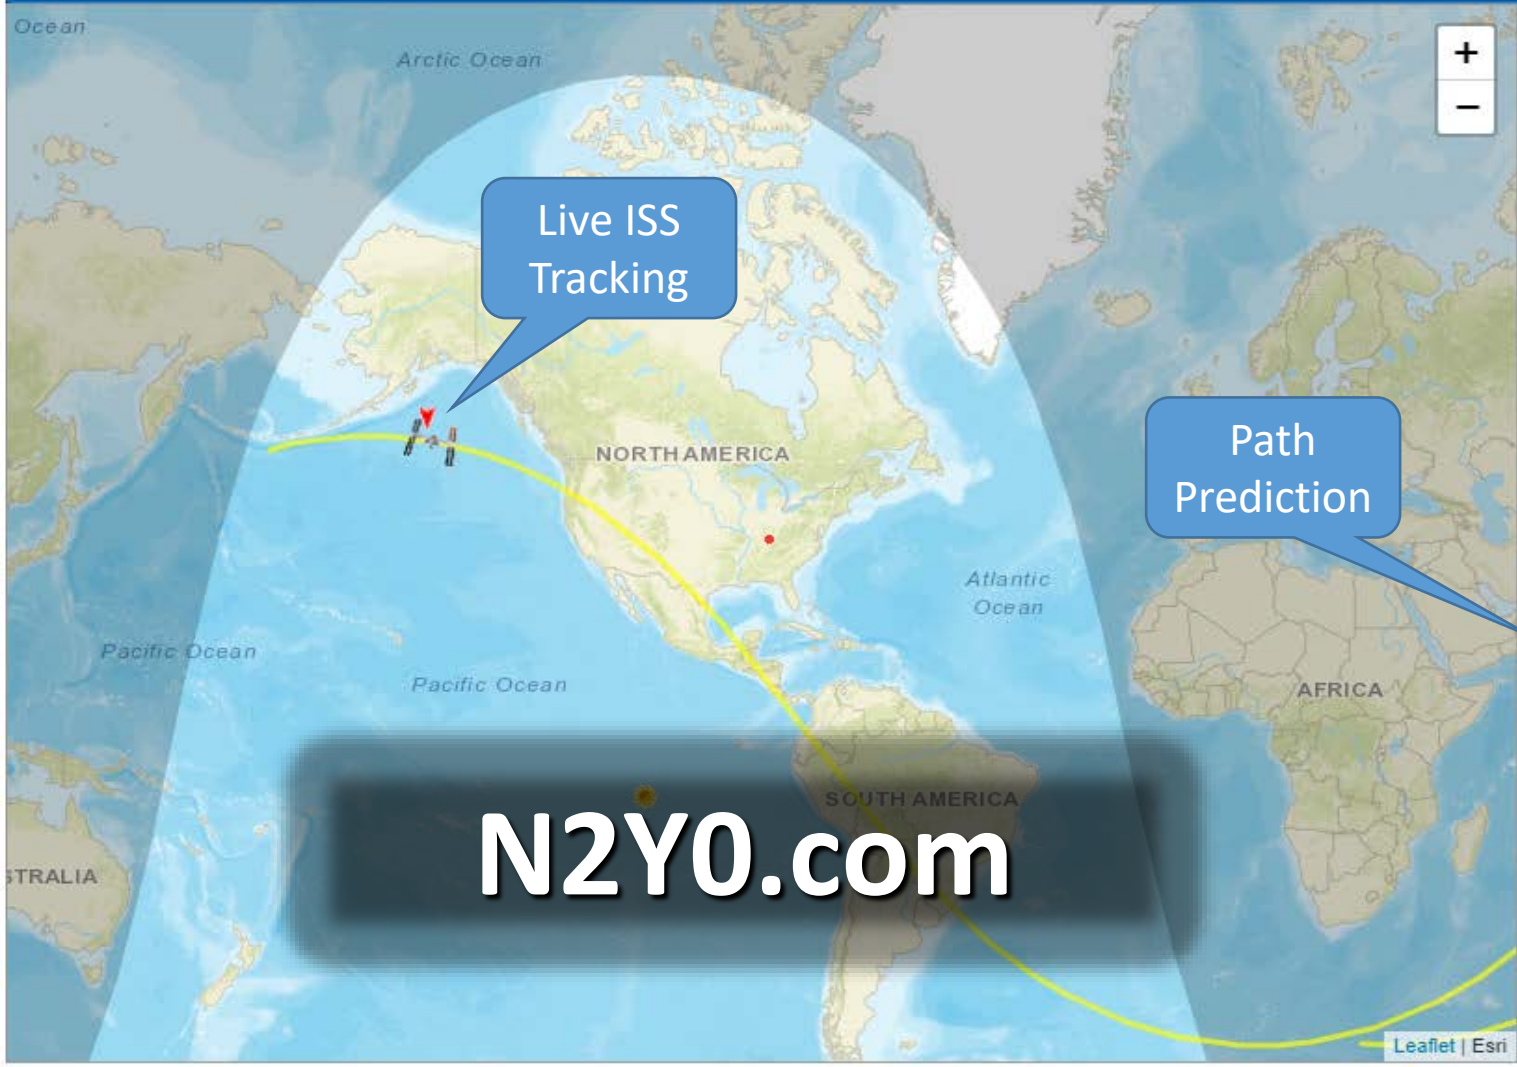 Ocean
Arctic Ocean
+
−
Live ISS
Tracking
NORTH AMERICA
Path
Prediction
Atlantic
Ocean
Pacific Ocean
Pacific Ocean
AFRICA
SOUTH AMERICA
N2Y0.com
STRALIA
Leaflet | Esri